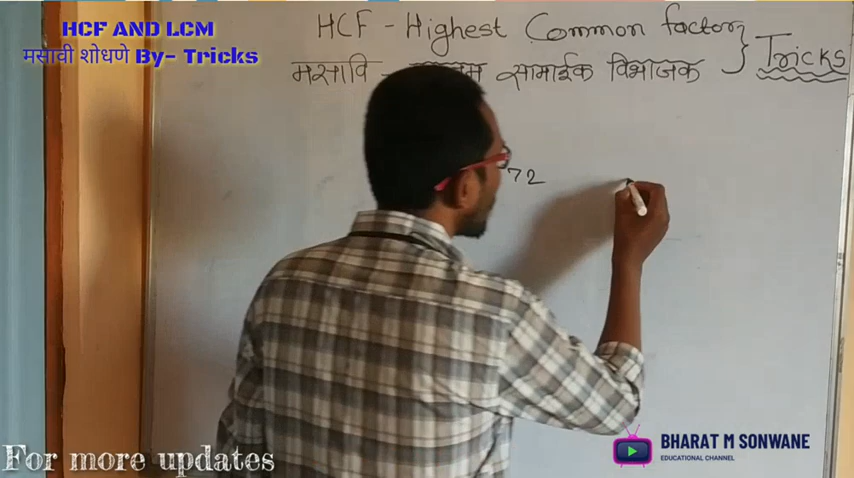 HCF AND LCM
मसावी शोधणे By- Tricks
HCF - Highest Common factor } Tricks
मसावि - सामाईक विभाजक
72
For more updates
BHARAT M SONWANE
EDUCATIONAL CHANNEL